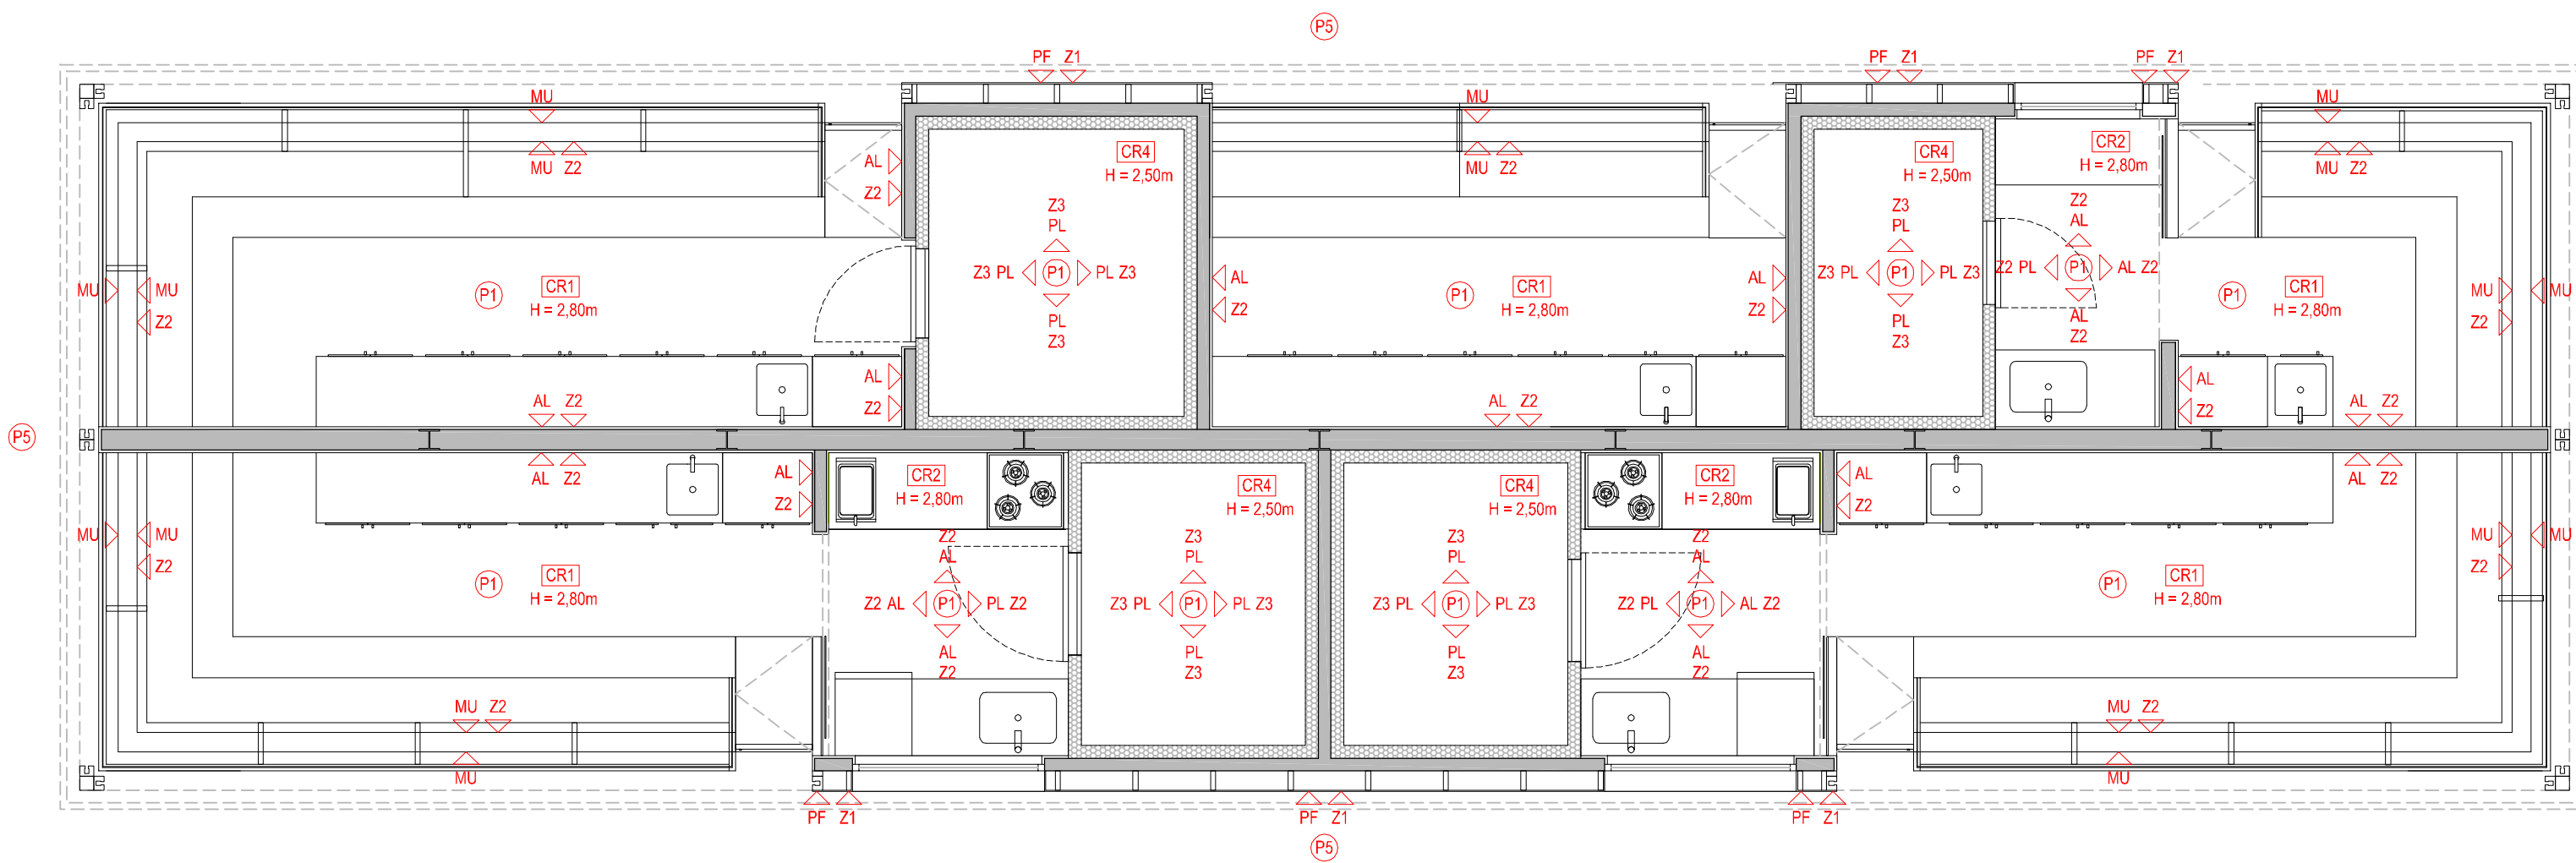 P5
PF Z1
PF Z1
PF Z1
MU
MU
MU
MU Z2
MU Z2
MU Z2
AL
Z2
CR4
H = 2,50m
CR4
H = 2,50m
CR2
H = 2,80m
Z3
PL
Z3 PL P1 PL Z3
PL
Z3
Z3
PL
Z3 PL P1 PL Z3
PL
Z3
Z2
AL
Z2 PL P1 AL Z2
AL
Z2
MU MU
Z2
P1 CR1
H = 2,80m
AL
Z2
P1 CR1
H = 2,80m
AL
Z2
P1 CR1
H = 2,80m
MU MU
Z2
AL
Z2
AL
Z2
AL Z2
AL Z2
AL Z2
P5
AL Z2
AL
Z2
CR2
H = 2,80m
CR4
H = 2,50m
CR4
H = 2,50m
CR2
H = 2,80m
AL
Z2
AL Z2
MU MU
Z2
P1 CR1
H = 2,80m
Z2
AL
Z2 AL P1 PL Z2
AL
Z2
Z3
PL
Z3 PL P1 PL Z3
PL
Z3
Z3
PL
Z3 PL P1 PL Z3
PL
Z3
Z2
AL
Z2 PL P1 AL Z2
AL
Z2
P1 CR1
H = 2,80m
MU MU
Z2
MU Z2
MU
MU Z2
MU
PF Z1
PF Z1
PF Z1
P5